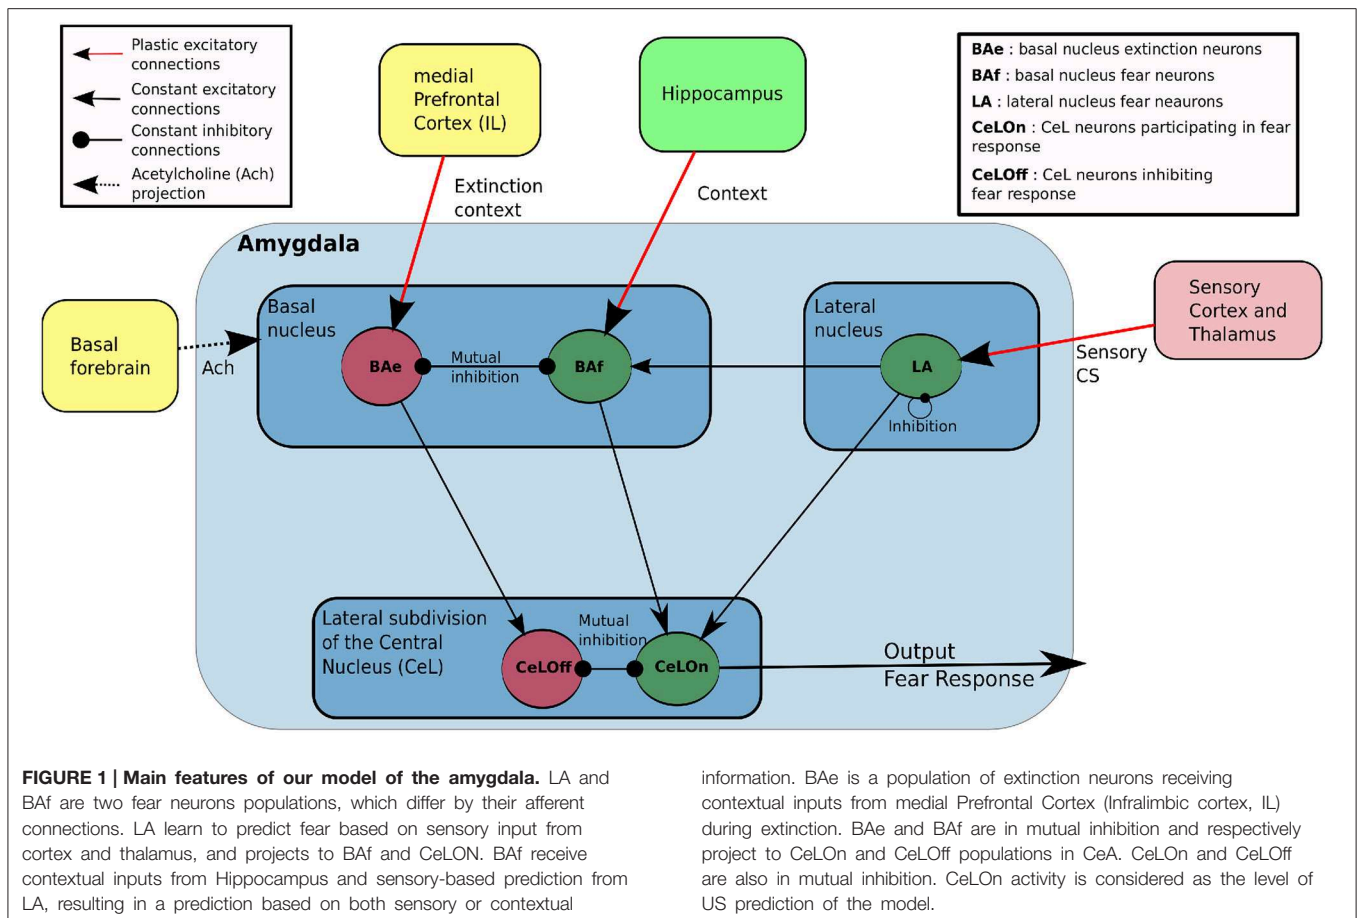 Plastic excitatory
connections
Constant excitatory
connections
Constant inhibitory
connections
Acetylcholine (Ach)
projection
medial
Prefrontal
Cortex (IL)
Hippocampus
BAe : basal nucleus extinction neurons
BAf : basal nucleus fear neurons
LA : lateral nucleus fear neaurons
CeLOn : CeL neurons participating in fear
response
CeLOff : CeL neurons inhibiting
fear response
Extinction
context
Context
Amygdala
Basal
forebrain
Ach
Basal
nucleus
BAe
Mutual
inhibition
BAf
Lateral
nucleus
LA
Inhibition
Sensory
CS
Sensory
Cortex and
Thalamus
Lateral subdivision
of the Central
Nucleus (CeL)
Mutual
inhibition
CeLOff
CeLOn
Output
Fear Response
FIGURE 1 | Main features of our model of the amygdala. LA and
BAf are two fear neurons populations, which differ by their afferent
connections. LA learn to predict fear based on sensory input from
cortex and thalamus, and projects to BAf and CeLON. BAf receive
contextual inputs from Hippocampus and sensory-based prediction from
LA, resulting in a prediction based on both sensory or contextual
information. BAe is a population of extinction neurons receiving
contextual inputs from medial Prefrontal Cortex (Infralimbic cortex, IL)
during extinction. BAe and BAf are in mutual inhibition and respectively
project to CeLOn and CeLOff populations in CeA. CeLOn and CeLOff
are also in mutual inhibition. CeLOn activity is considered as the level of
US prediction of the model.